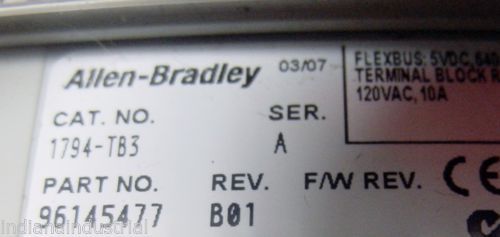 Allen-Bradley 03/07
FLEXBUS: 5VDC, 640
TERMINAL BLOCK
120VAC, 10A
CAT. NO. SER.
1794-TB3 A
PART NO. REV. F/W REV. CE
96145477 B01
indianaindustrial